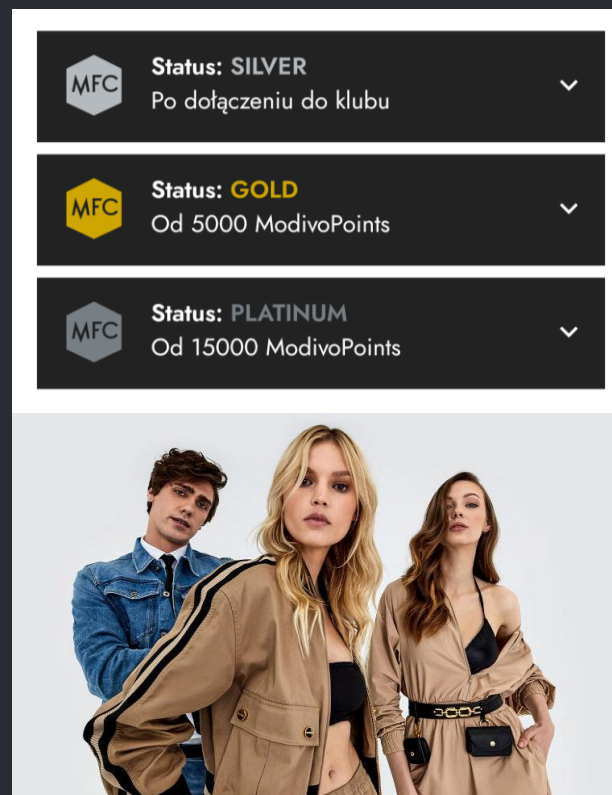 MFC
Status: SILVER
Po dołączeniu do klubu
MFC
Status: GOLD
Od 5000 ModivoPoints
MFC
Status: PLATINUM
Od 15000 ModivoPoints